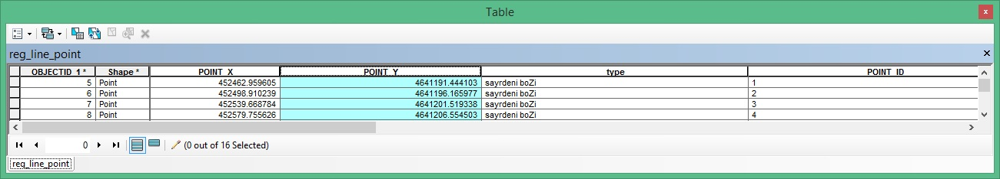 Table
x
reg_line_point
×
OBJECTID_1 * Shape * POINT_X POINT_Y type POINT_ID
5 Point 452462.959605 4641191.444103 sayrdeni boZi 1
6 Point 452498.910239 4641196.165977 sayrdeni boZi 2
7 Point 452539.668784 4641201.519338 sayrdeni boZi 3
8 Point 452579.755626 4641206.554503 sayrdeni boZi 4
0 (0 out of 16 Selected)
reg_line_point